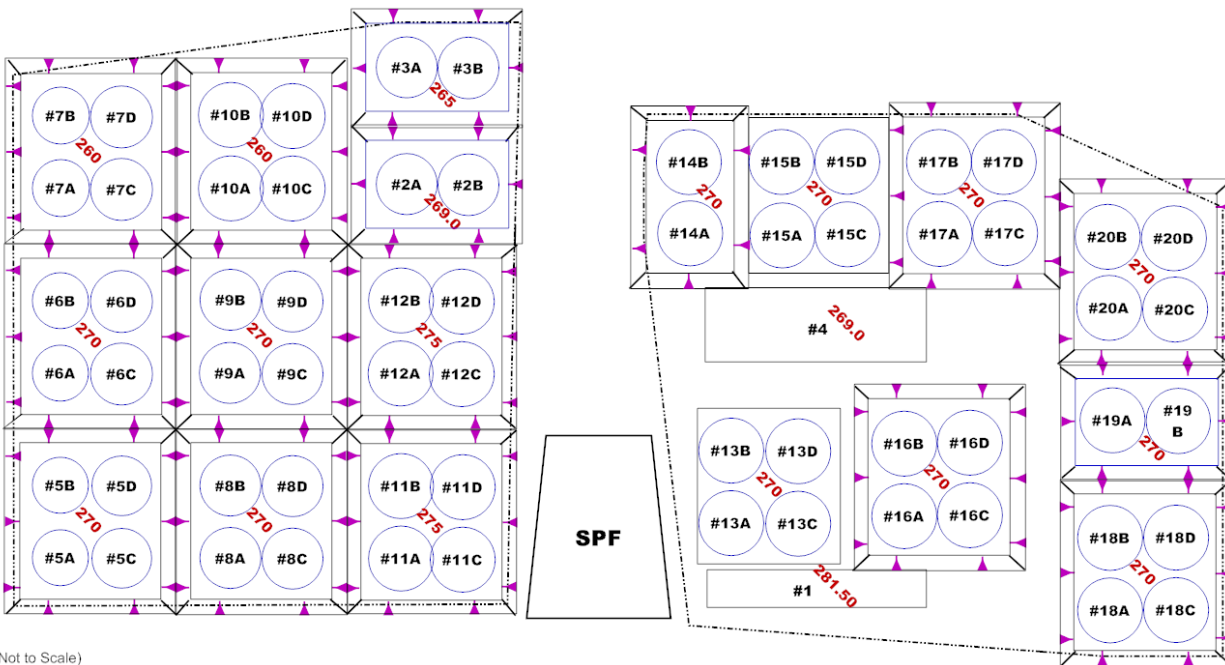 #3A #3B
265
#7B #7D
260
#7A #7C
#10B #10D
260
#10A #10C
#2A #2B
269.0
#6B #6D
270
#6A #6C
#9B #9D
270
#9A #9C
#12B #12D
275
#12A #12C
#5B #5D
270
#5A #5C
#8B #8D
270
#8A #8C
#11B #11D
275
#11A #11C
SPF
#14B
270
#14A
#15B #15D
270
#15A #15C
#17B #17D
270
#17A #17C
#20B #20D
270
#20A #20C
#4
269.0
#19A
#19
B
270
#13B #13D
270
#13A #13C
#16B #16D
270
#16A #16C
#1
281.50
#18B #18D
270
#18A #18C
Not to Scale)